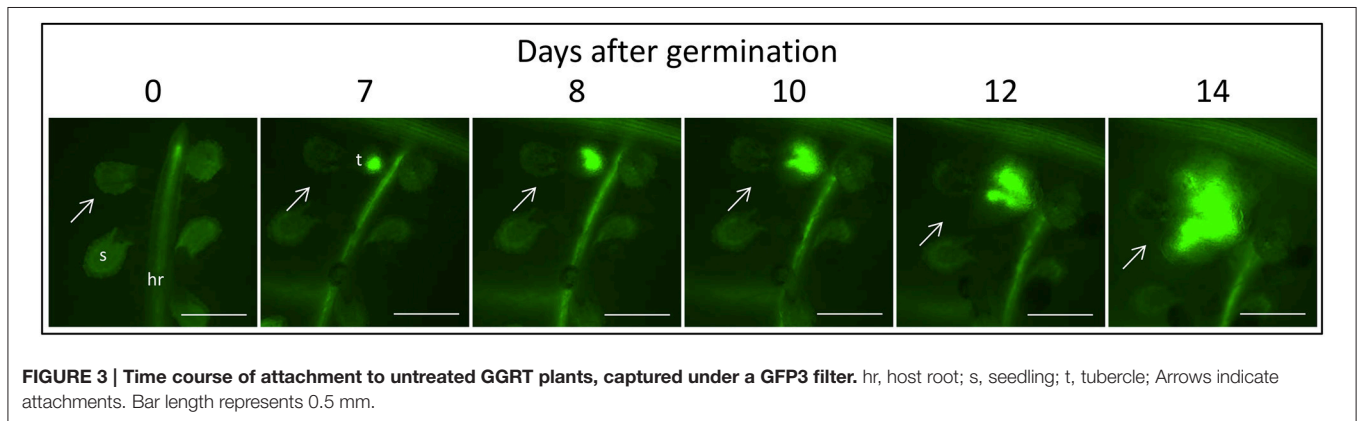 Days after germination
0 7 8 10 12 14
t
s
hr
FIGURE 3 | Time course of attachment to untreated GGRT plants, captured under a GFP3 filter. hr, host root; s, seedling; t, tubercle; Arrows indicate
attachments. Bar length represents 0.5 mm.